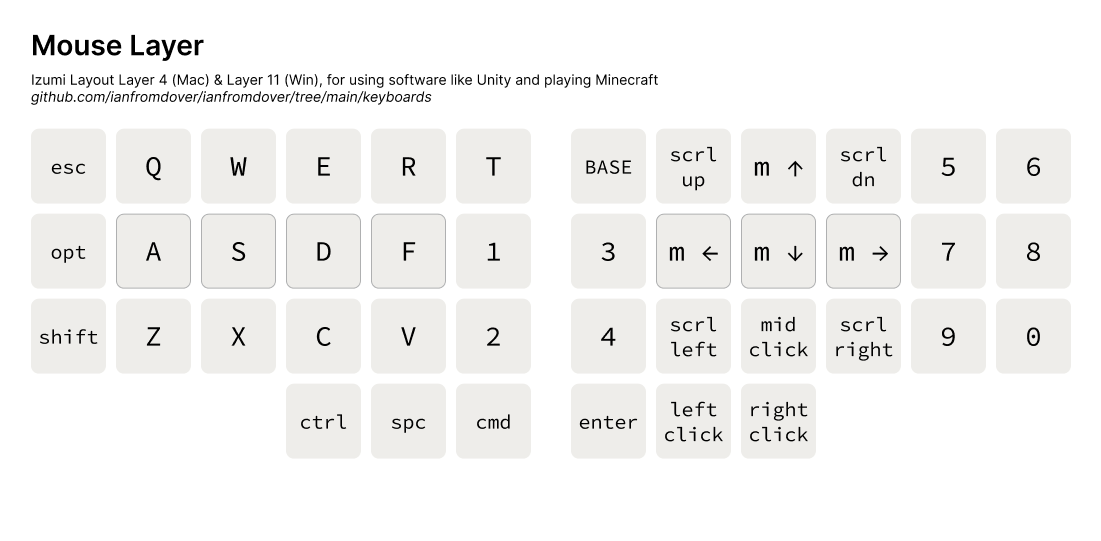 Mouse Layer
Izumi Layout Layer 4 (Mac) & Layer 11 (Win), for using software like Unity and playing Minecraft
github.com/ianfromdover/ianfromdover/tree/main/keyboards
esc Q W E R T BASE scrl up m ↑ scrl dn 5 6
opt A S D F 1 3 m ← m ↓ m → 7 8
shift Z X C V 2 4 scrl left mid click scrl right 9 0
ctrl spc cmd enter left click right click